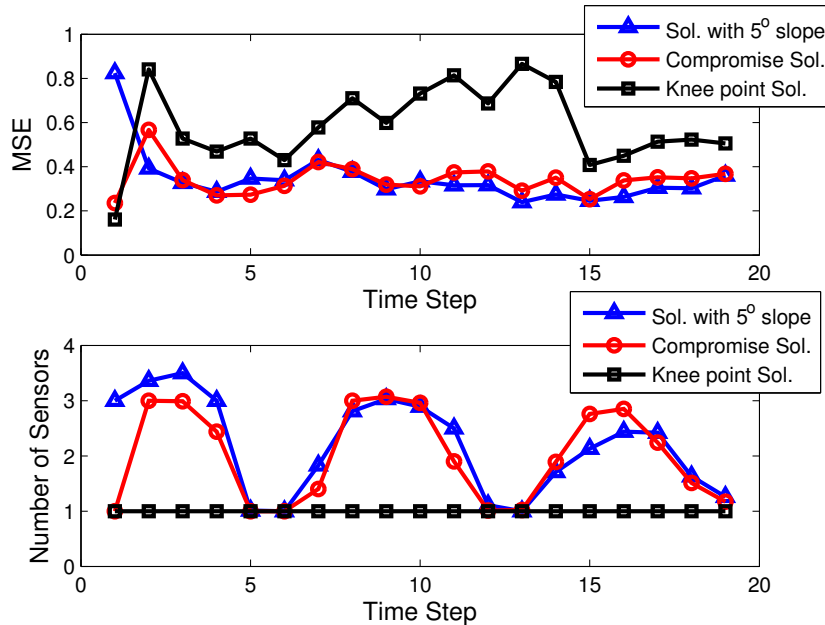 Sol. with 5° slope
Compromise Sol.
Knee point Sol.
1
0.8
0.6
0.4
0.2
0
MSE
0 5 10 15 20
Time Step
Sol. with 5° slope
Compromise Sol.
Knee point Sol.
4
3
2
1
0
Number of Sensors
0 5 10 15 20
Time Step